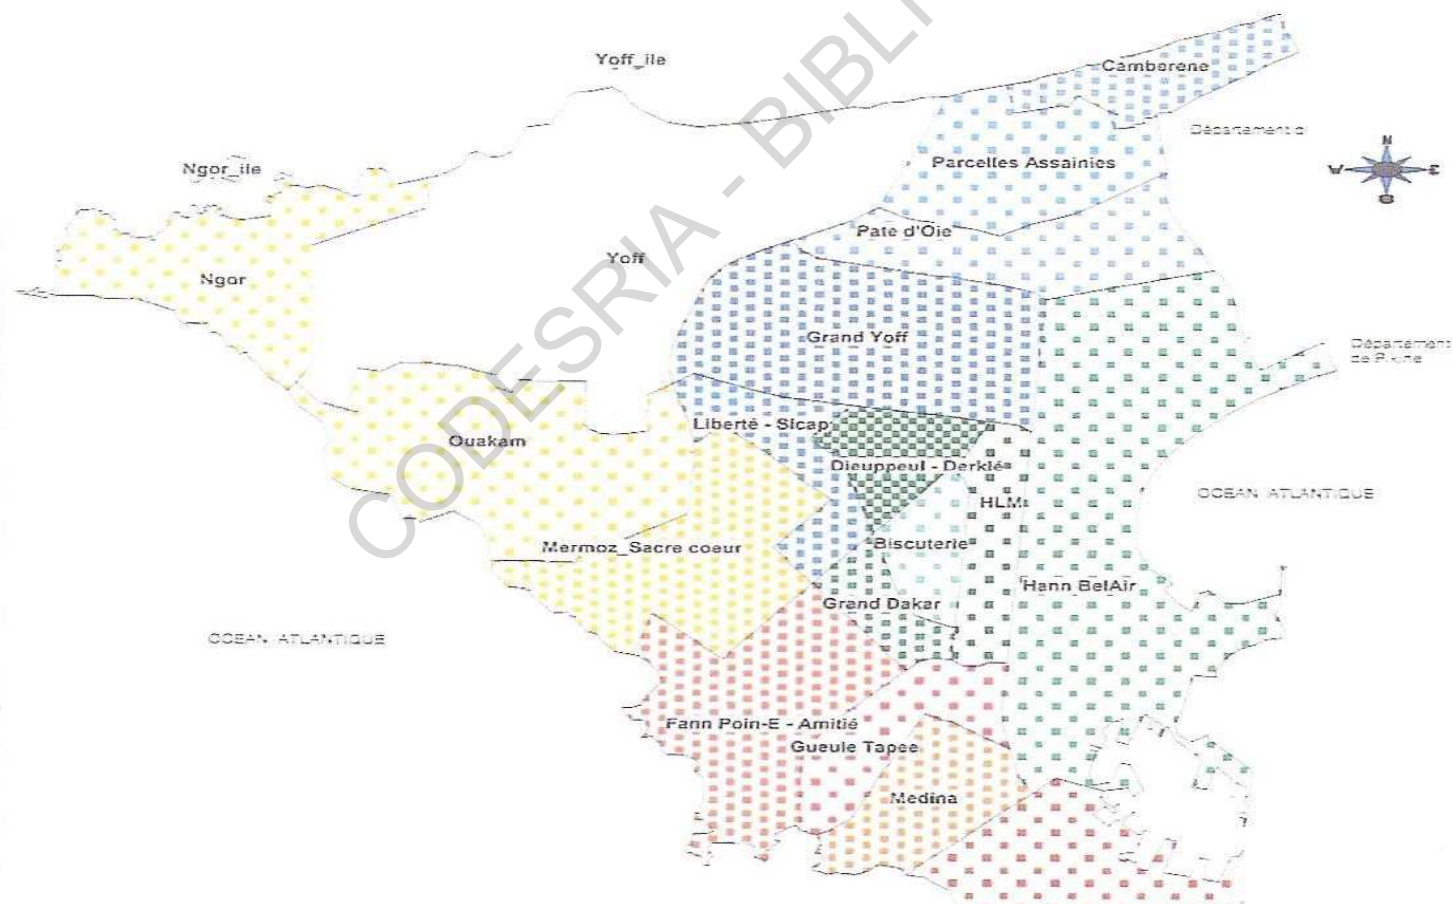 Yoff_ile
Camberene
Ngor_ile
Parcelles Assainies
N
E
Pate d'Oie
Yoff
Ngor
Grand Yoff
Département
Liberté - Sicap
Ouakam
Dieuppeul - Derklé
HLM
OCEAN ATLANTIQUE
Mermoz_Sacre coeur
Biscuterie
Hann BelAir
Grand Dakar
OCEAN ATLANTIQUE
Fann Poin-E - Amitié
Gueule Tapee
Medina
CODESRIA -